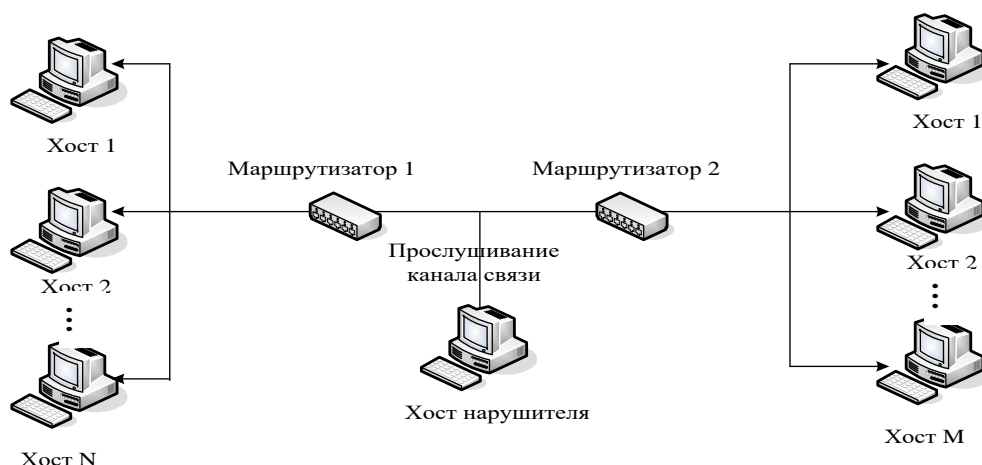 Хост 1
Хост 1
Маршрутизатор 1
Маршрутизатор 2
Прослушивание
канала связи
Хост 2
Хост 2
Хост нарушителя
Хост N
Хост M